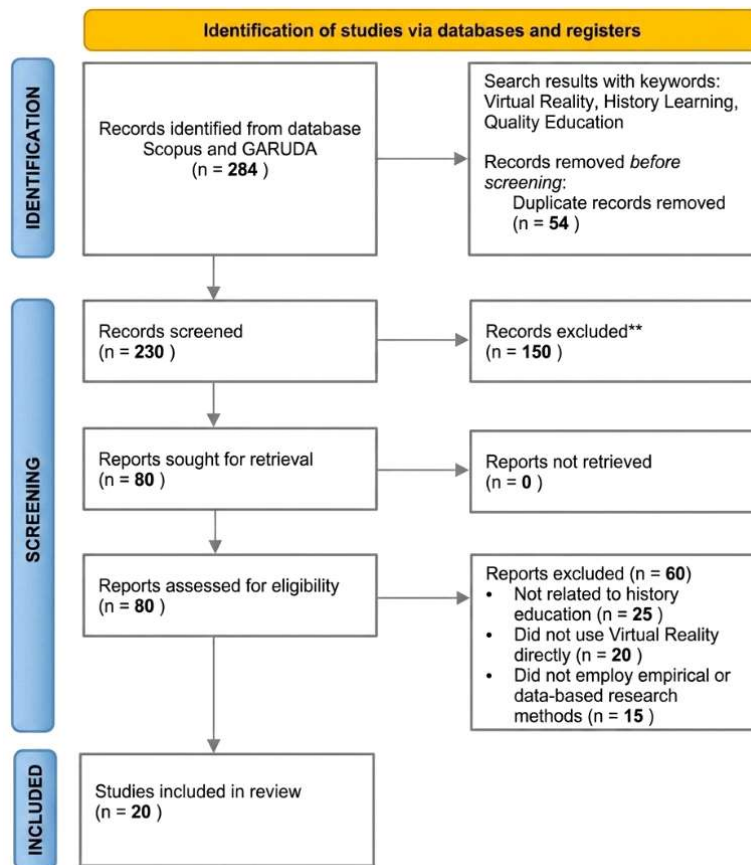 Identification of studies via databases and registers
IDENTIFICATION
Records identified from database
Scopus and GARUDA
(n = 284 )
Search results with keywords:
Virtual Reality, History Learning,
Quality Education
Records removed before
screening:
Duplicate records removed
(n = 54 )
SCREENING
Records screened
(n = 230 )
Records excluded**
(n = 150 )
Reports sought for retrieval
(n = 80 )
Reports not retrieved
(n = 0 )
Reports assessed for eligibility
(n = 80 )
Reports excluded (n = 60)
• Not related to history
education (n = 25 )
• Did not use Virtual Reality
directly (n = 20 )
• Did not employ empirical or
data-based research
methods (n = 15 )
INCLUDED
Studies included in review
(n = 20 )